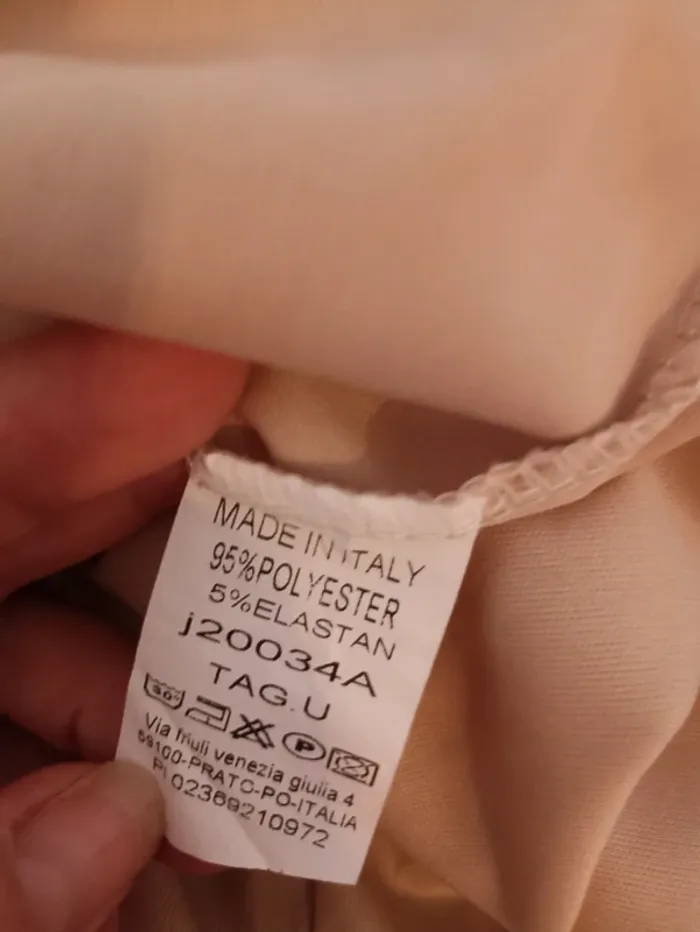 MADE IN ITALY
95%POLYESTER
5%ELASTAN
j20034A
TAG.U
30° P
Via friuli venezia giulia 4
59100-PRATO-PO-ITALIA
PI 02369210972